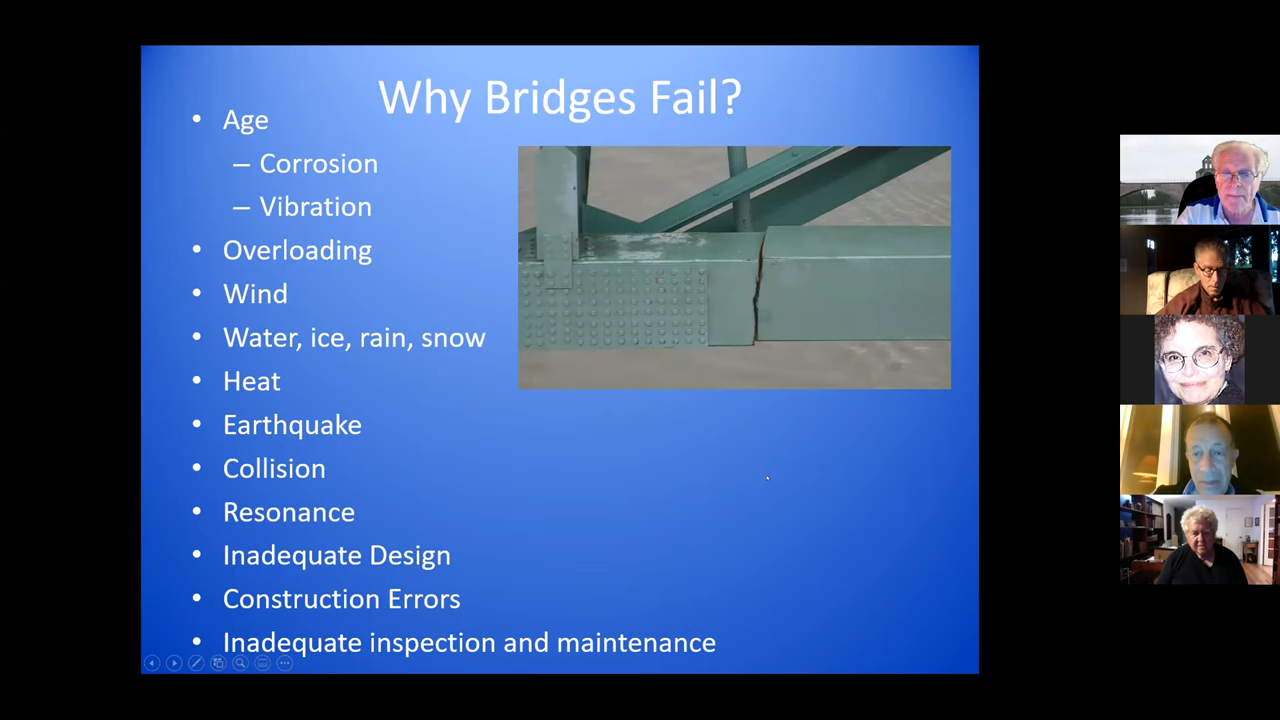 Why Bridges Fail?
• Age
– Corrosion
– Vibration
• Overloading
• Wind
• Water, ice, rain, snow
• Heat
• Earthquake
• Collision
• Resonance
• Inadequate Design
• Construction Errors
• Inadequate inspection and maintenance